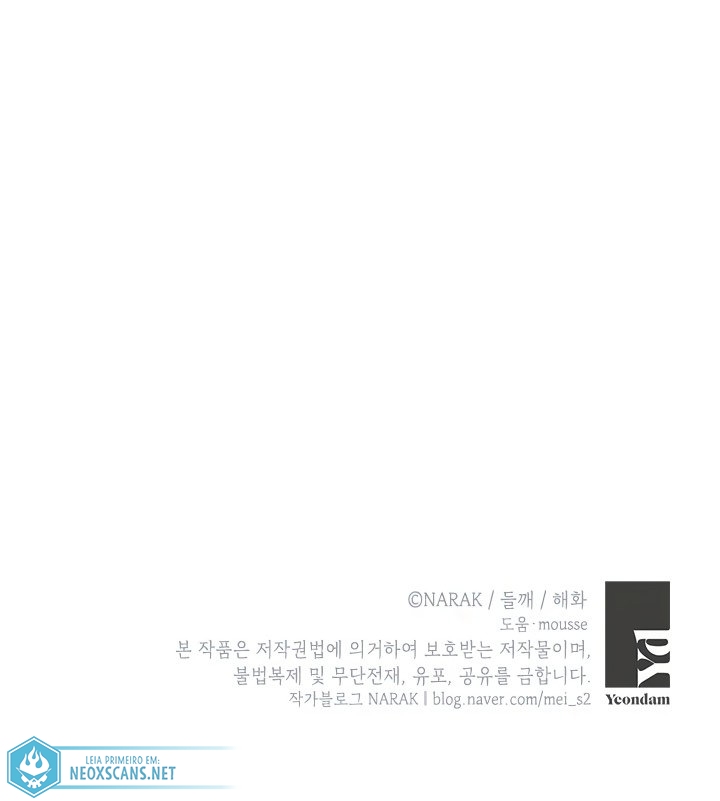 ©NARAK / 들깨 / 해화
도움·mousse
본 작품은 저작권법에 의거하여 보호받는 저작물이며,
불법복제 및 무단전재, 유포, 공유를 금합니다.
작가블로그 NARAK | blog.naver.com/mei_s2
Ya
Yeondam
LEIA PRIMEIRO EM:
NEOXSCANS.NET